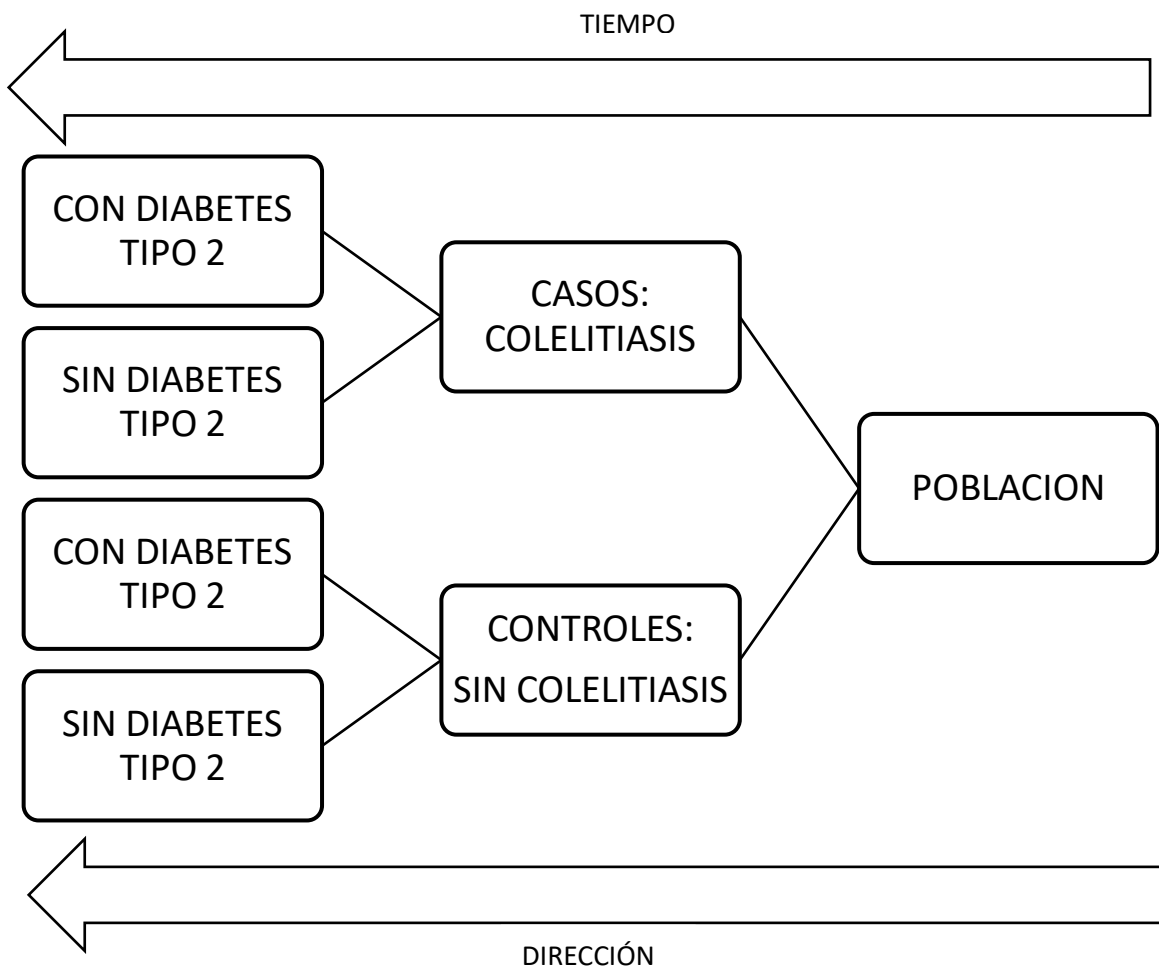 TIEMPO
CON DIABETES
TIPO 2
SIN DIABETES
TIPO 2
CON DIABETES
TIPO 2
SIN DIABETES
TIPO 2
CASOS:
COLELITIASIS
CONTROLES:
SIN COLELITIASIS
POBLACION
DIRECCIÓN